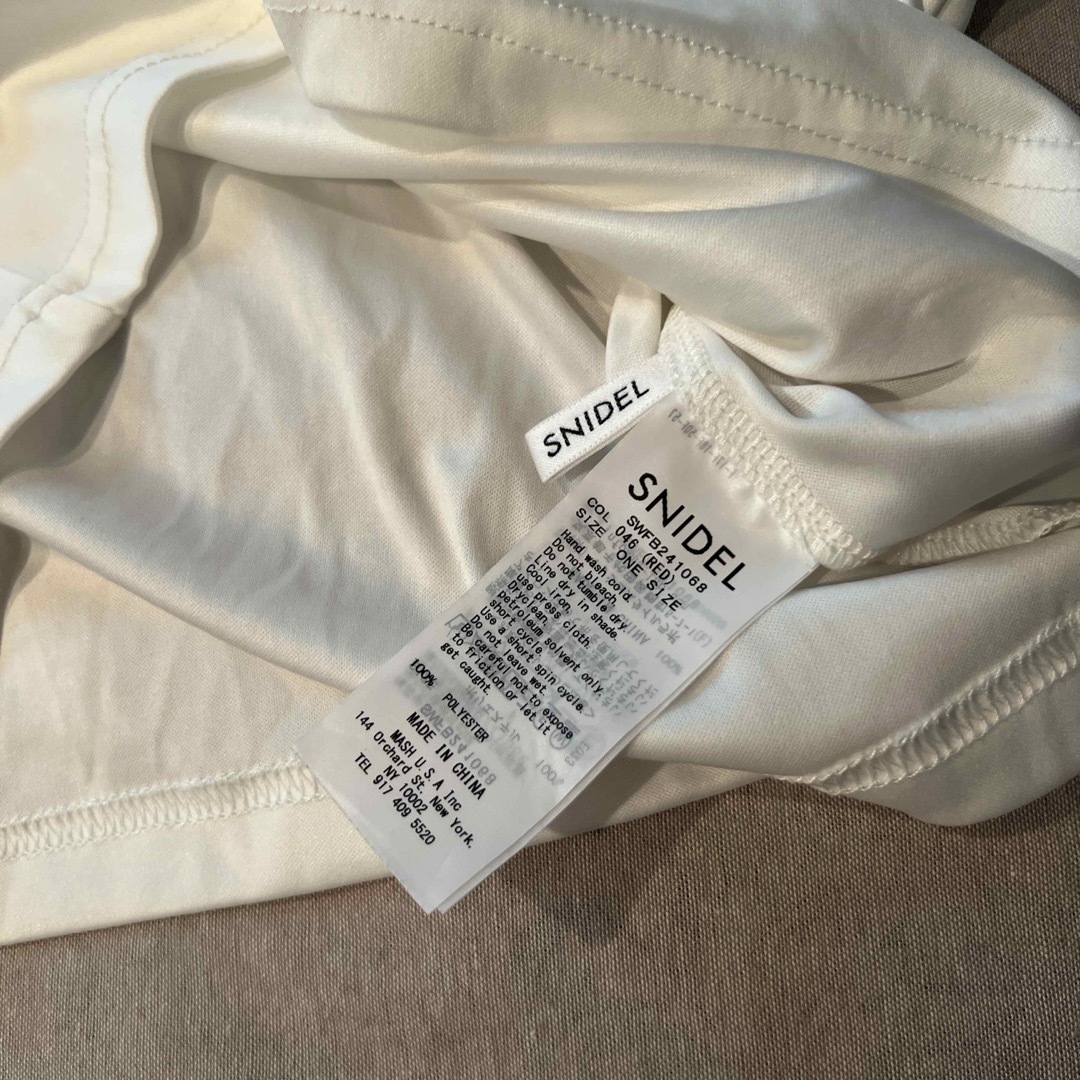 SNIDEL
SNIDEL
SWFB241068
COL 046 (RED)
SIZE ONE SIZE
Hand wash cold.
Do not bleach.
Do not tumble dry.
Line dry in shade.
Cool iron,
use press cloth.
Dryclean,
petroleum solvent only,
short cycle.
Use a short spin cycle.
Do not leave wet.
Be careful not to expose
to friction or let it
get caught.
100% POLYESTER
MADE IN CHINA
MASH U.S.A Inc
144 Orchard St. New York.
NY 10002
TEL 917 409 5520